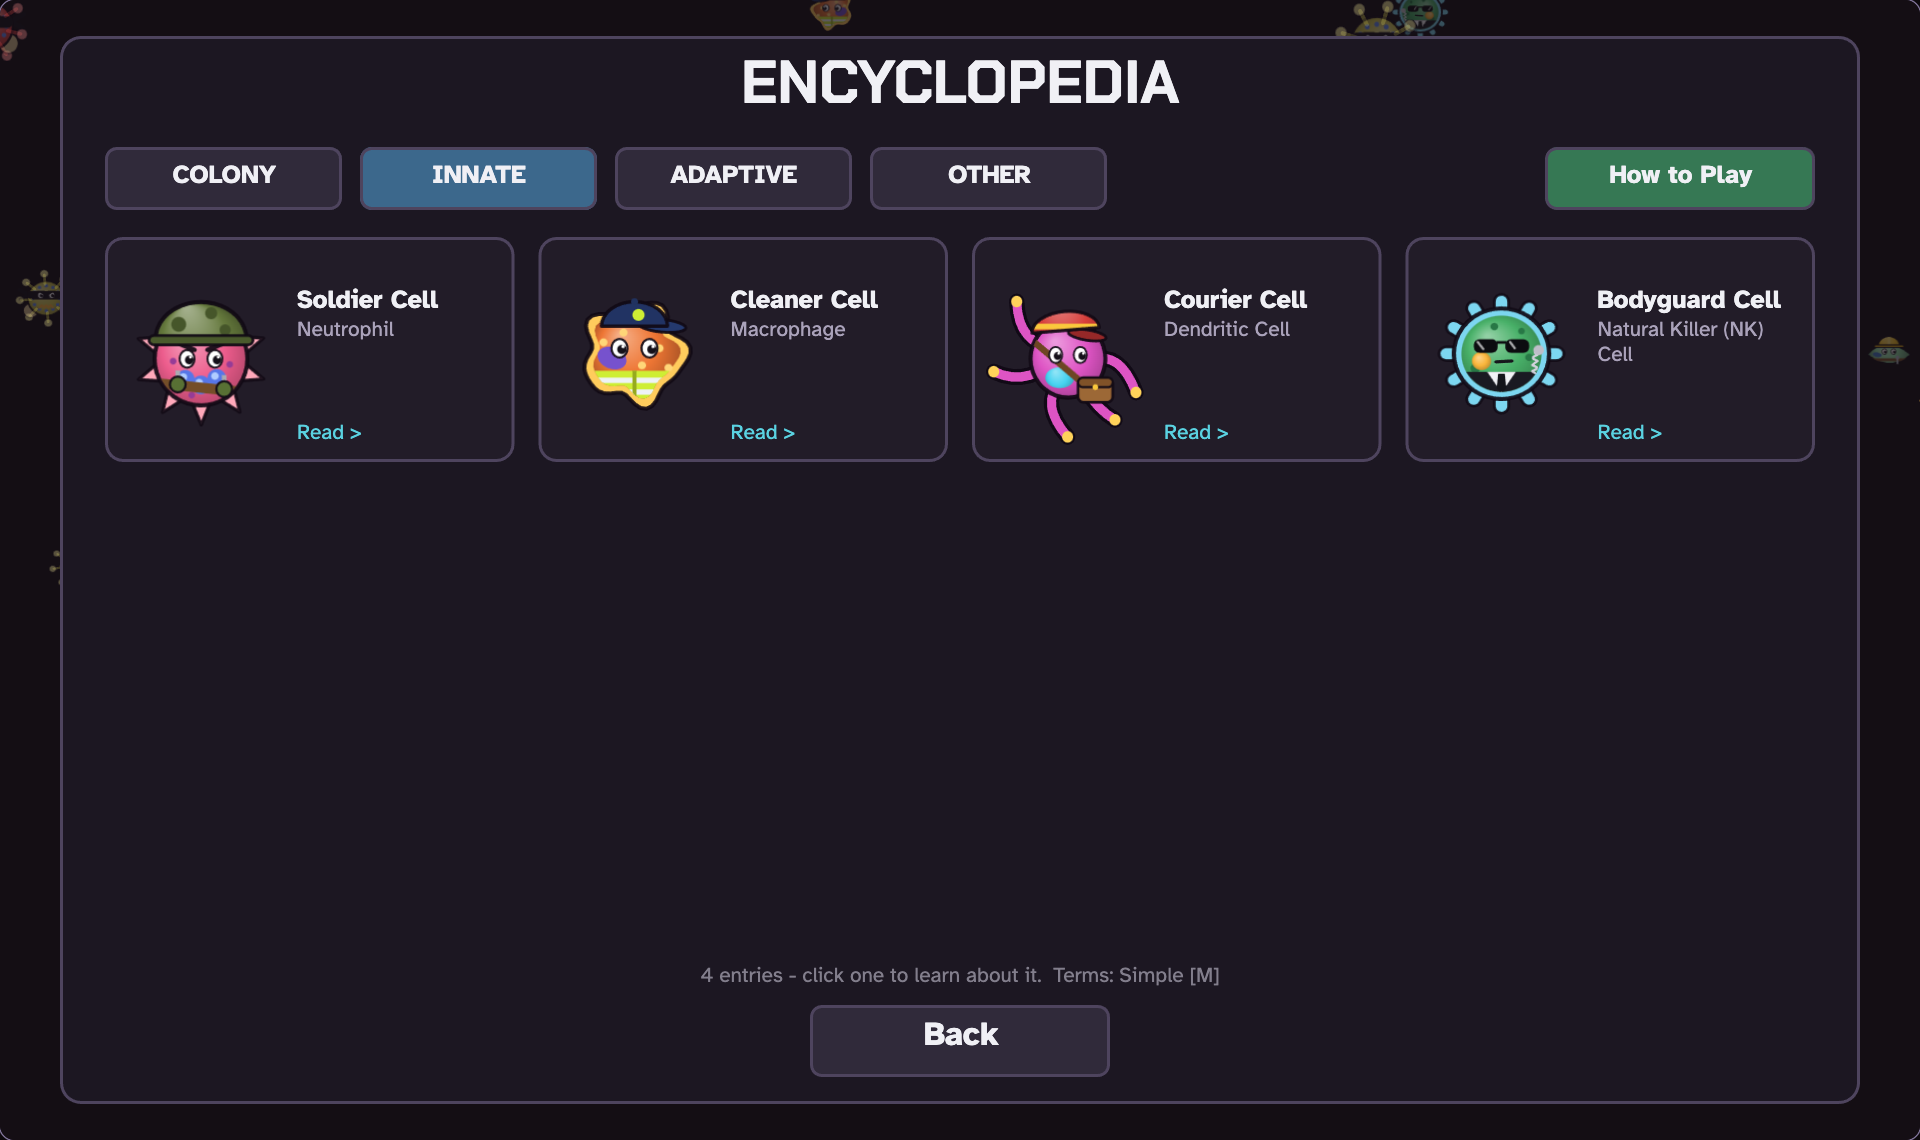 ENCYCLOPEDIA
COLONY
INNATE
ADAPTIVE
OTHER
How to Play
Soldier Cell
Neutrophil
Read >
Cleaner Cell
Macrophage
Read >
Courier Cell
Dendritic Cell
Read >
Bodyguard Cell
Natural Killer (NK)
Cell
Read >
4 entries - click one to learn about it.  Terms: Simple [M]
Back